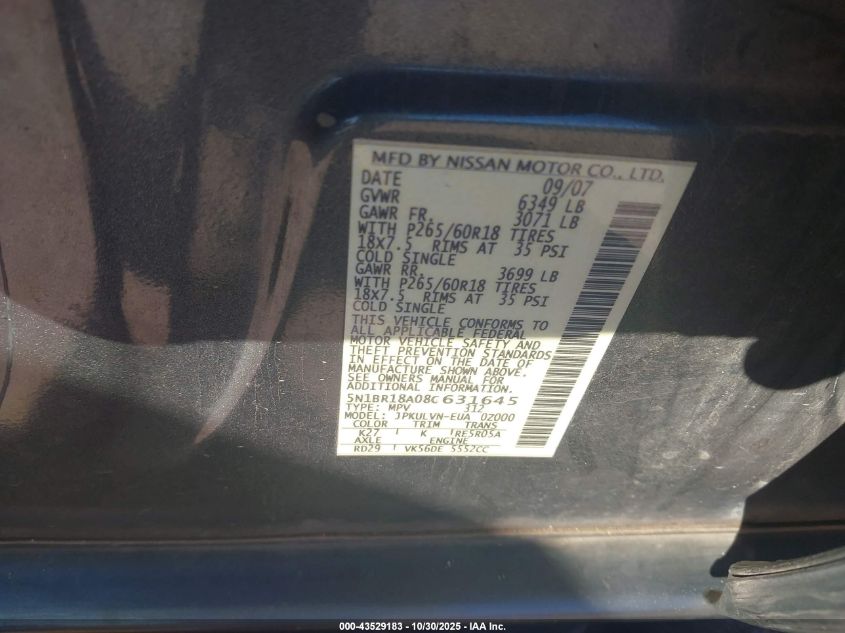 MFD BY NISSAN MOTOR CO., LTD.
DATE 09/07
GVWR 6349 LB
GAWR FR. 3071 LB
WITH P265/60R18 TIRES
18X7.5 RIMS AT 35 PSI
COLD SINGLE
GAWR RR. 3699 LB
WITH P265/60R18 TIRES
18X7.5 RIMS AT 35 PSI
COLD SINGLE
THIS VEHICLE CONFORMS TO
ALL APPLICABLE FEDERAL
MOTOR VEHICLE SAFETY AND
THEFT PREVENTION STANDARDS
IN EFFECT ON THE DATE OF
MANUFACTURE SHOWN ABOVE.
SEE OWNERS MANUAL FOR
ADDITIONAL INFORMATION
5N1BR18A08C631645
TYPE: MPV 312
MODEL: JPKULVN-EUA 0Z000
COLOR TRIM TRANS
K27 K RE5R05A
AXLE ENGINE
RD29 VK56DE 5552CC
000-43529183 - 10/30/2025 - IAA Inc.